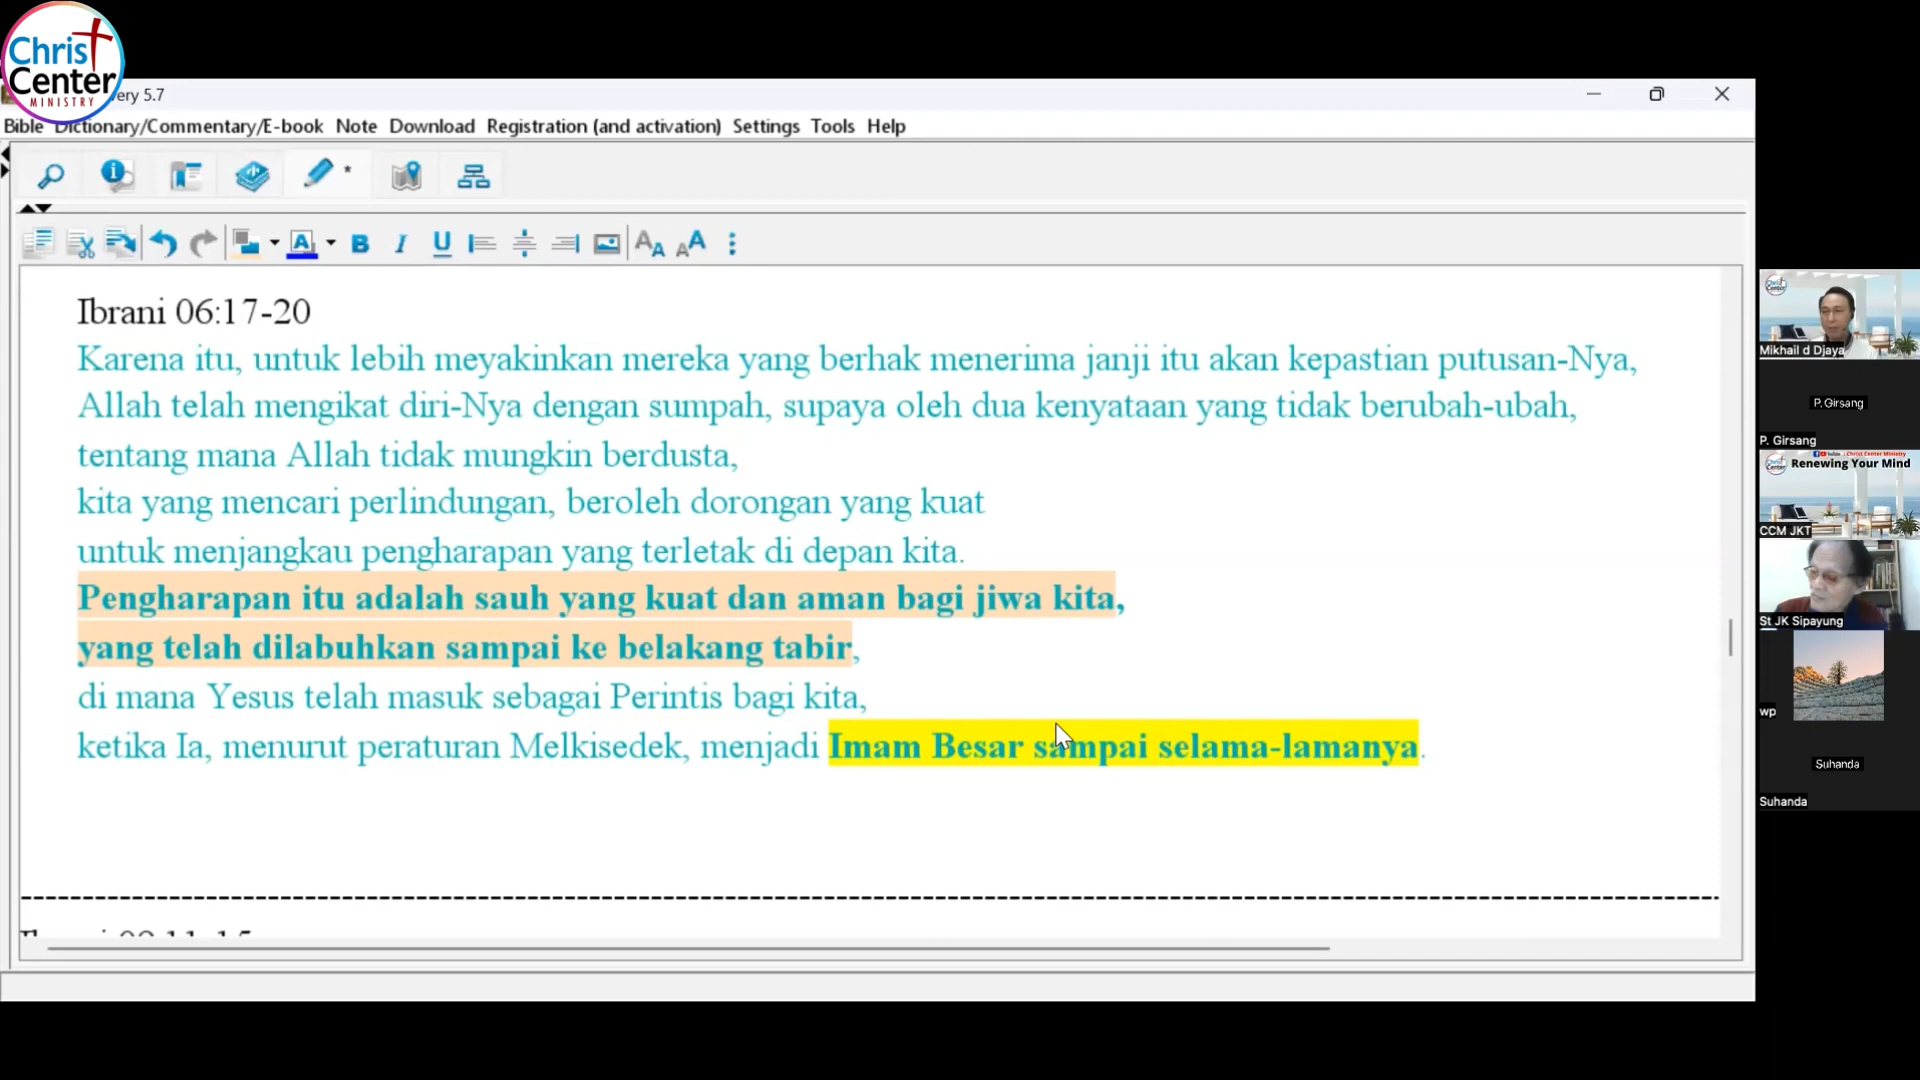 Christ
Center
MINISTRY
ery 5.7
Bible Dictionary/Commentary/E-book Note Download Registration (and activation) Settings Tools Help
Ibrani 06:17-20
Karena itu, untuk lebih meyakinkan mereka yang berhak menerima janji itu akan kepastian putusan-Nya,
Allah telah mengikat diri-Nya dengan sumpah, supaya oleh dua kenyataan yang tidak berubah-ubah,
tentang mana Allah tidak mungkin berdusta,
kita yang mencari perlindungan, beroleh dorongan yang kuat
untuk menjangkau pengharapan yang terletak di depan kita.
Pengharapan itu adalah sauh yang kuat dan aman bagi jiwa kita,
yang telah dilabuhkan sampai ke belakang tabir,
di mana Yesus telah masuk sebagai Perintis bagi kita,
ketika Ia, menurut peraturan Melkisedek, menjadi Imam Besar sampai selama-lamanya.
Mikhail d Djaya
P. Girsang
P. Girsang
Christ Center Ministry
Renewing Your Mind
CCM JKT
St JK Sipayung
wp
Suhanda
Suhanda